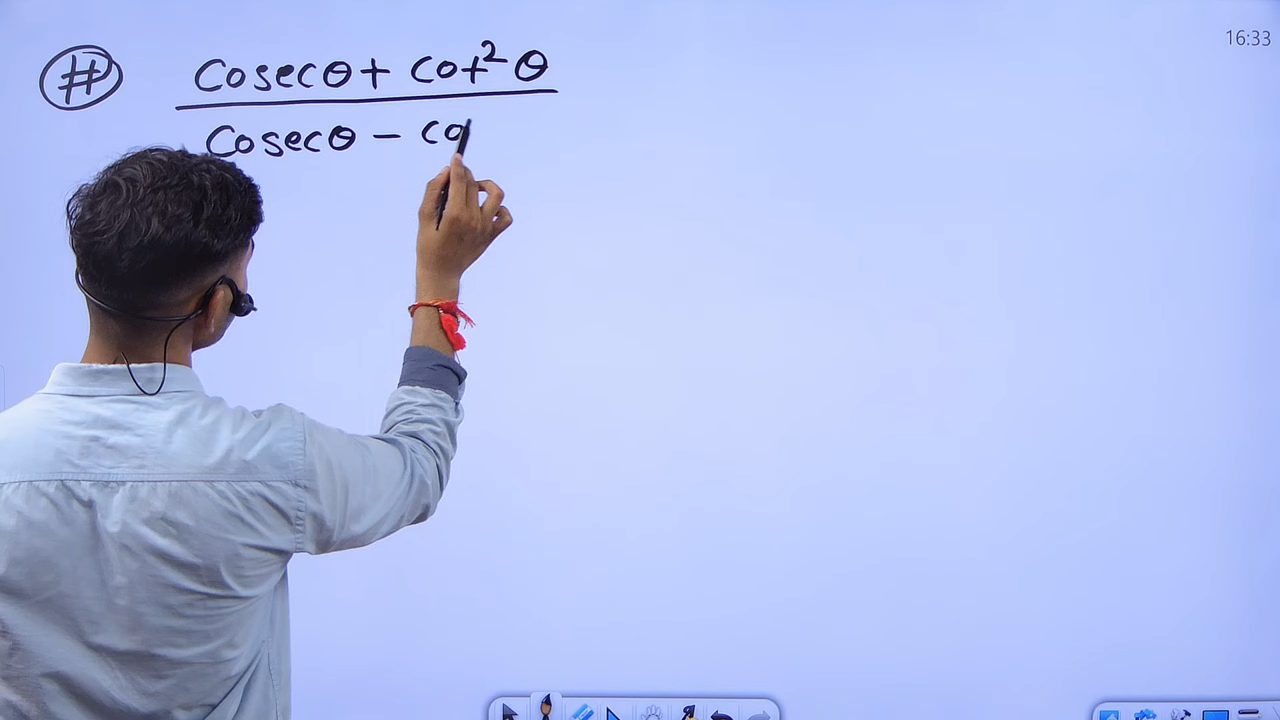 16:33
# cosecθ + cot²θ
cosecθ - co